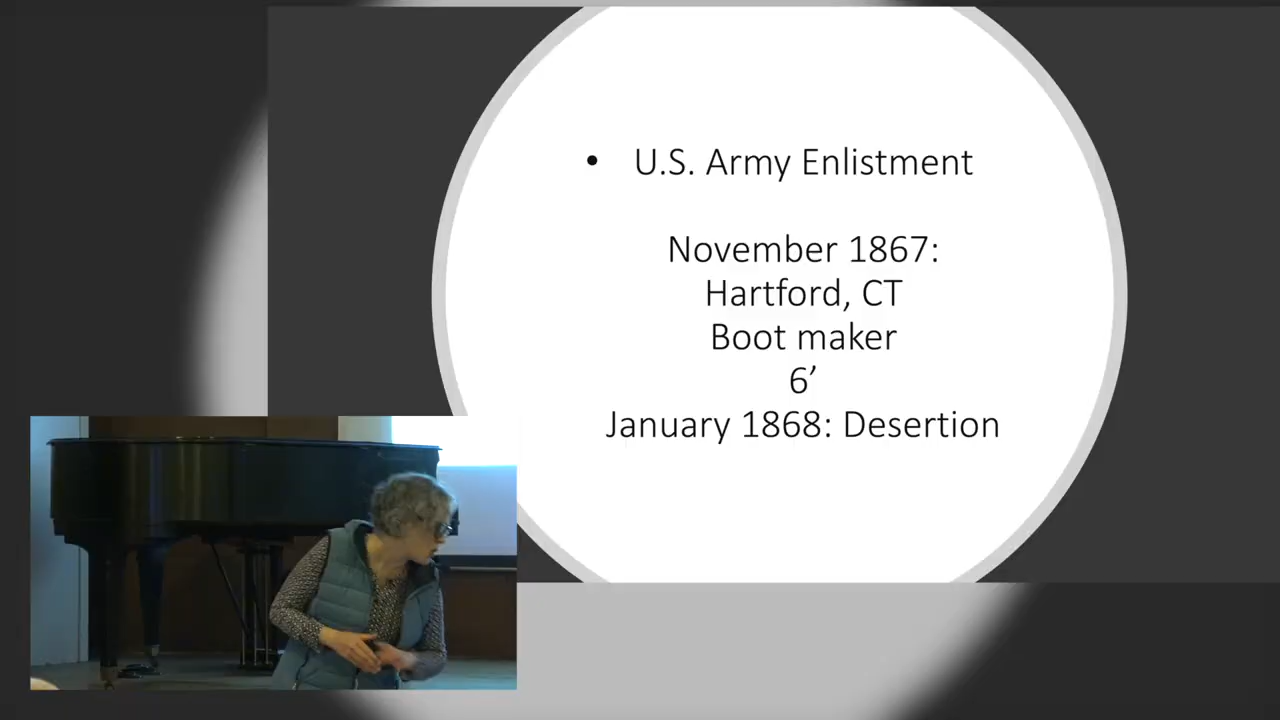 • U.S. Army Enlistment
November 1867:
Hartford, CT
Boot maker
6’
January 1868: Desertion